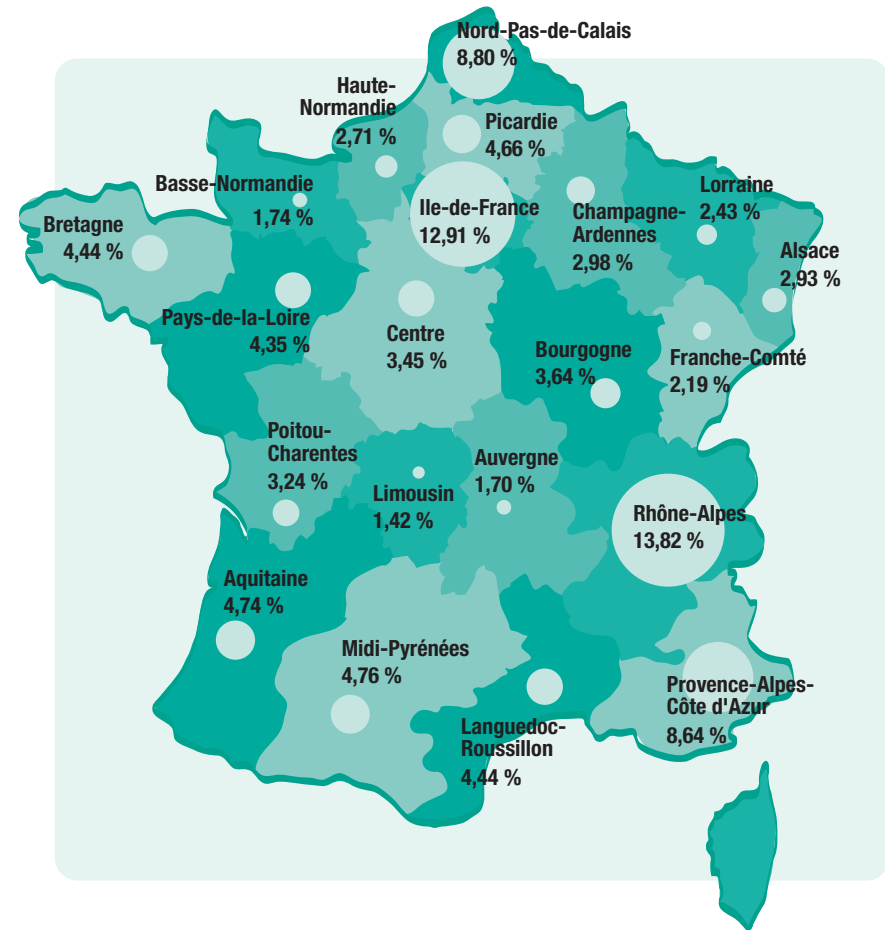 Nord-Pas-de-Calais
8,80 %
Haute-
Normandie
2,71 %
Picardie
4,66 %
Basse-Normandie
1,74 %
Ile-de-France
12,91 %
Champagne-
Ardennes
2,98 %
Lorraine
2,43 %
Alsace
2,93 %
Bretagne
4,44 %
Pays-de-la-Loire
4,35 %
Centre
3,45 %
Bourgogne
3,64 %
Franche-Comté
2,19 %
Poitou-
Charentes
3,24 %
Limousin
1,42 %
Auvergne
1,70 %
Rhône-Alpes
13,82 %
Aquitaine
4,74 %
Midi-Pyrénées
4,76 %
Languedoc-
Roussillon
4,44 %
Provence-Alpes-
Côte d'Azur
8,64 %